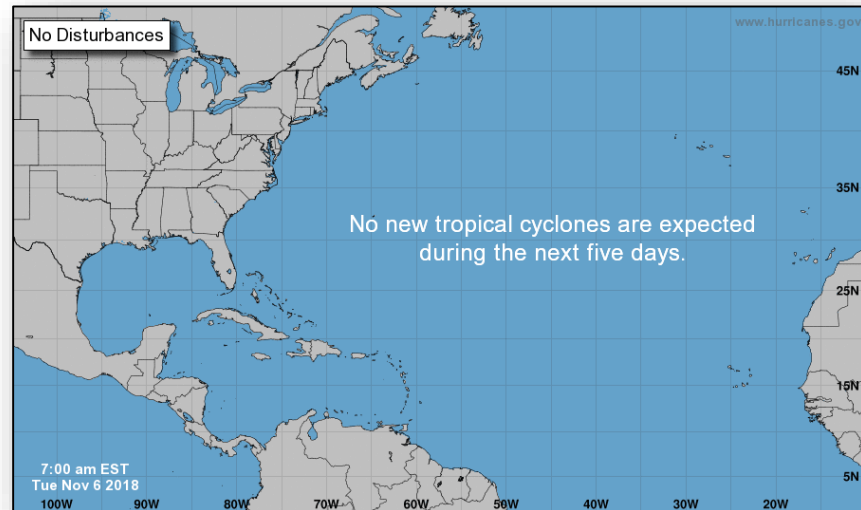 No Disturbances
www.hurricanes.gov
45N
35N
No new tropical cyclones are expected
during the next five days.
25N
15N
7:00 am EST
Tue Nov 6 2018
5N
100W 90W 80W 70W 60W 50W 40W 30W 20W 10W